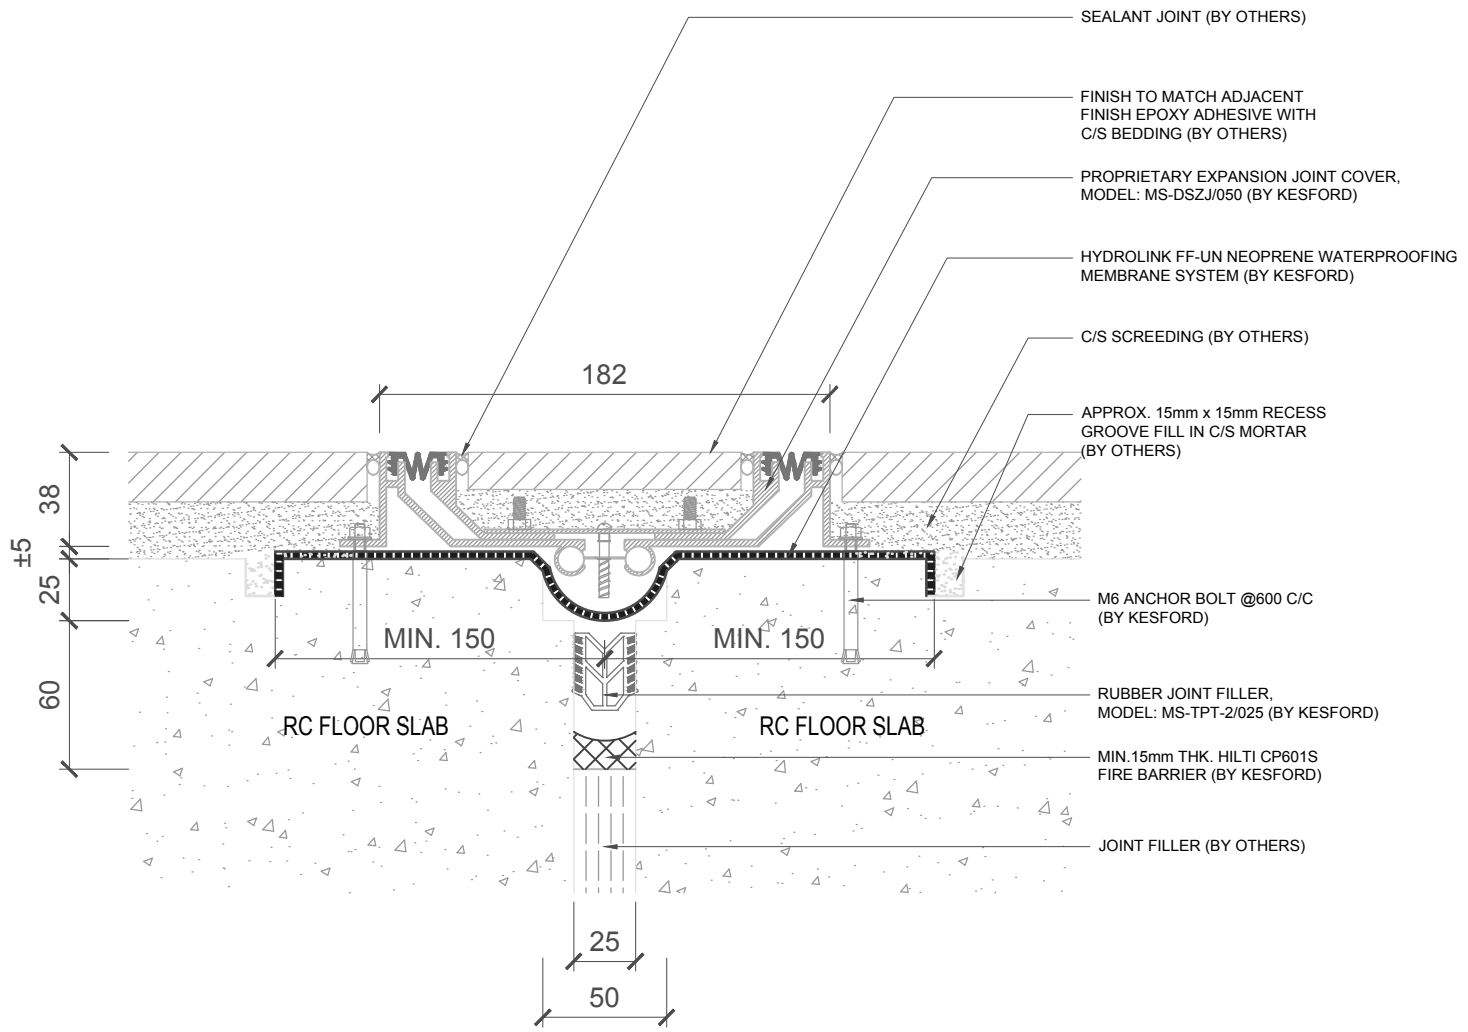 SEALANT JOINT (BY OTHERS)
FINISH TO MATCH ADJACENT
FINISH EPOXY ADHESIVE WITH
C/S BEDDING (BY OTHERS)
PROPRIETARY EXPANSION JOINT COVER,
MODEL: MS-DSZJ/050 (BY KESFORD)
HYDROLINK FF-UN NEOPRENE WATERPROOFING
MEMBRANE SYSTEM (BY KESFORD)
C/S SCREEDING (BY OTHERS)
182
APPROX. 15mm x 15mm RECESS
GROOVE FILL IN C/S MORTAR
(BY OTHERS)
38
±5
25
60
M6 ANCHOR BOLT @600 C/C
(BY KESFORD)
MIN. 150
MIN. 150
RUBBER JOINT FILLER,
MODEL: MS-TPT-2/025 (BY KESFORD)
RC FLOOR SLAB
RC FLOOR SLAB
MIN.15mm THK. HILTI CP601S
FIRE BARRIER (BY KESFORD)
JOINT FILLER (BY OTHERS)
25
50